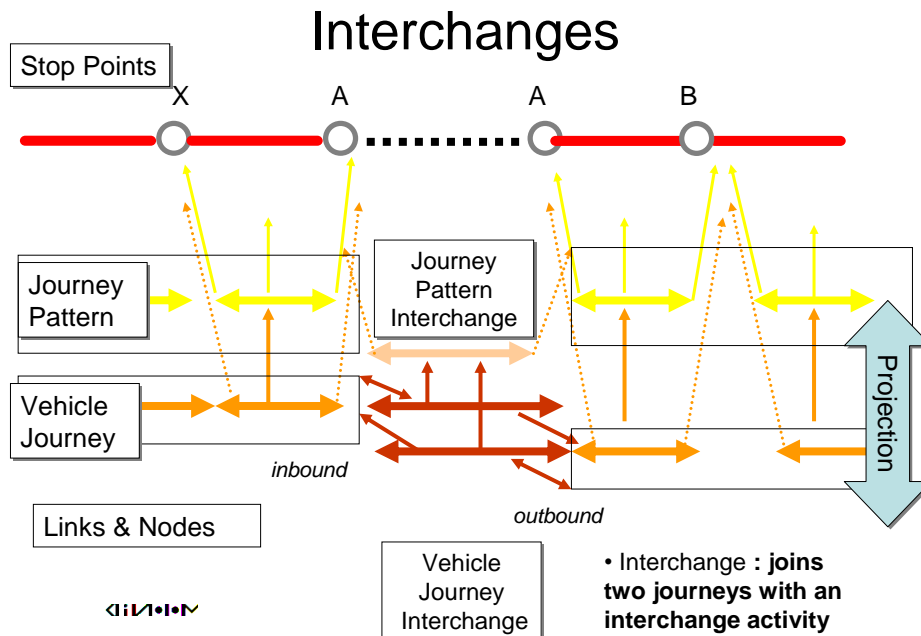 Interchanges
Stop Points
X
A
A
B
Journey
Pattern
Journey
Pattern
Interchange
Vehicle
Journey
Projection
inbound
outbound
Links & Nodes
Vehicle
Journey
Interchange
• Interchange : joins
two journeys with an
interchange activity